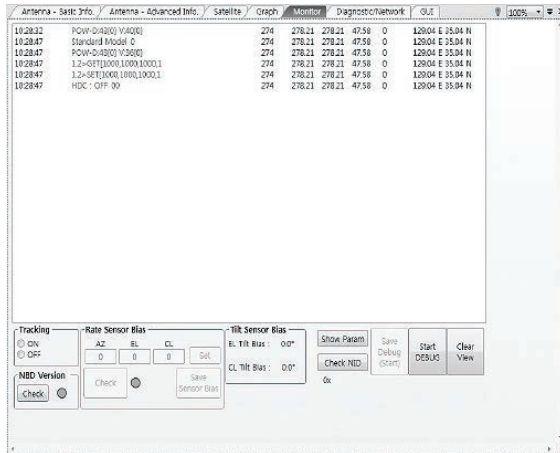 Antenna - Basic Info. Antenna - Advanced Info. Satellite Graph Monitor Diagnostic/Network GUI 100%
10:28:32 POW-D:43[0] V:40[0] 274 278.21 278.21 47.58 0 129.04 E 35.04 N
10:28:47 Standard Model 0 274 278.21 278.21 47.58 0 129.04 E 35.04 N
10:28:47 POW-D:43[0] V:36[0] 274 278.21 278.21 47.58 0 129.04 E 35.04 N
10:28:47 1.2>GET[1000,1000,1000,1 274 278.21 278.21 47.58 0 129.04 E 35.04 N
10:28:47 1.2>SET[1000,1000,1000,1 274 278.21 278.21 47.58 0 129.04 E 35.04 N
10:28:47 HDC : OFF 00 274 278.21 278.21 47.58 0 129.04 E 35.04 N
Tracking
ON
OFF
NBD Version
Check
Rate Sensor Bias
AZ EL CL
0 0 0 Set
Check
Save
Sensor Bias
Tilt Sensor Bias
EL Tilt Bias : 0.0°
CL Tilt Bias : 0.0°
Show Param
Check NID
0x
Save
Debug
(Start)
Start
DEBUG
Clear
View